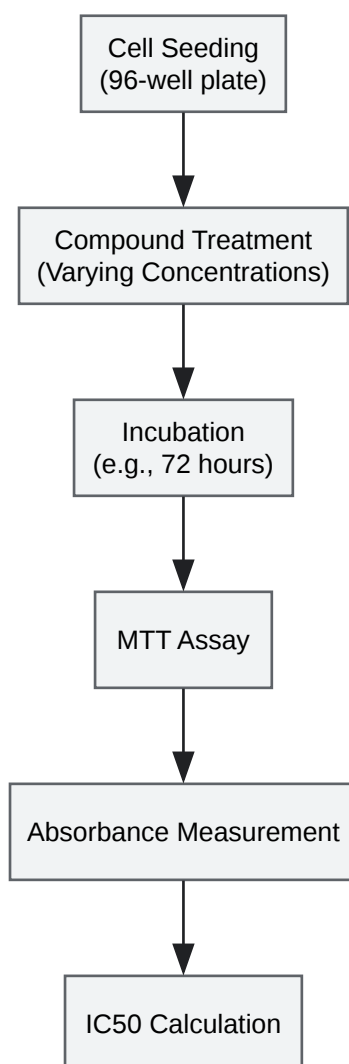 Cell Seeding
(96-well plate)
Compound Treatment
(Varying Concentrations)
Incubation
(e.g., 72 hours)
MTT Assay
Absorbance Measurement
IC50 Calculation